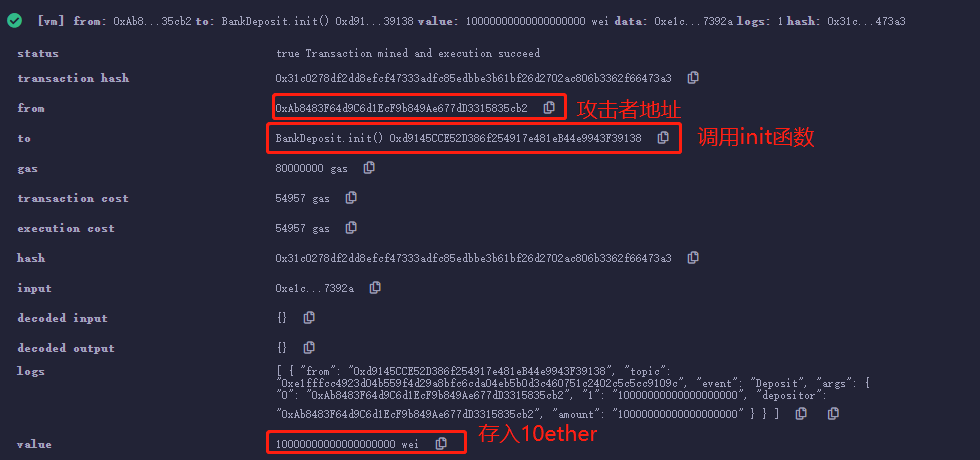 [vm] from: 0xAb8...35cb2 to: BankDeposit.init() 0xd91...39138 value: 10000000000000000000 wei data: 0xe1c...7392a logs: 1 hash: 0x31c...473a3
status true Transaction mined and execution succeed
transaction hash 0x31c0278df2dd8efcf47333adfc85edbbe3b61bf26d2702ac806b3362f66473a3
from 0xAb8483F64d9C6d1EcF9b849Ae677dD3315835cb2 攻击者地址
to BankDeposit.init() 0xd9145CCE52D386f254917e481eB44e9943F39138 调用init函数
gas 80000000 gas
transaction cost 54957 gas
execution cost 54957 gas
hash 0x31c0278df2dd8efcf47333adfc85edbbe3b61bf26d2702ac806b3362f66473a3
input 0xe1c...7392a
decoded input {}
decoded output {}
logs [ { "from": "0xd9145CCE52D386f254917e481eB44e9943F39138", "topic":
"0xe1fffcc4923d04b559f4d29a8bfc6cda04eb5b0d3c460751c2402c5c5cc9109c", "event": "Deposit", "args": {
"0": "0xAb8483F64d9C6d1EcF9b849Ae677dD3315835cb2", "1": "10000000000000000000", "depositor":
"0xAb8483F64d9C6d1EcF9b849Ae677dD3315835cb2", "amount": "10000000000000000000" } } ]
value 10000000000000000000 wei 存入10ether